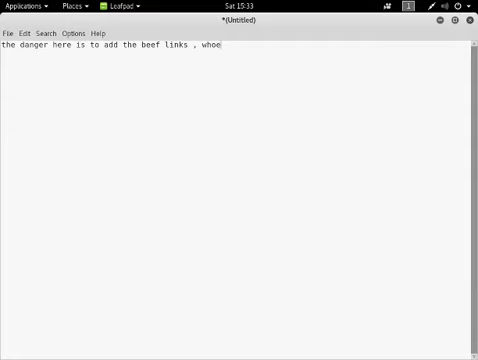 Applications Places Leafpad Sat 15:33 1
*(Untitled)
File Edit Search Options Help
the danger here is to add the beef links , whoe